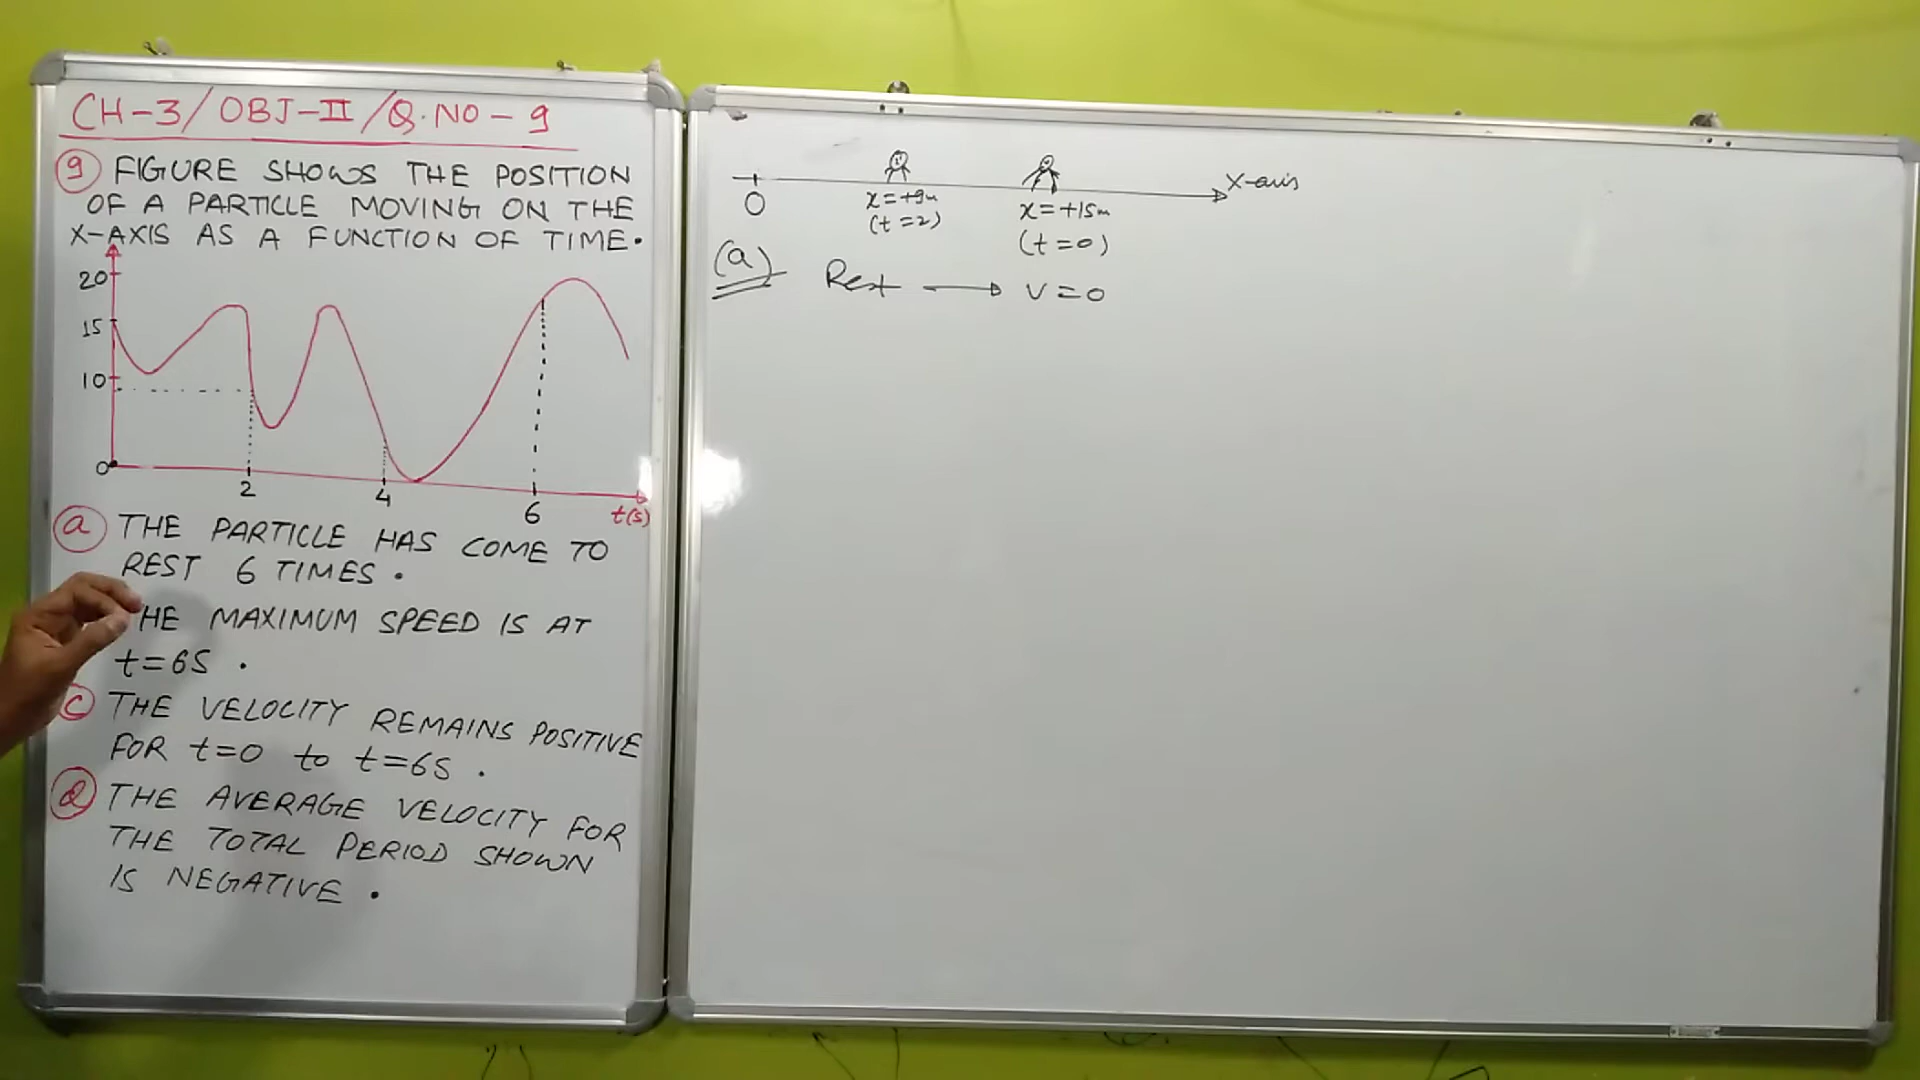 CH-3/OBJ-II/Q.NO-9
9 FIGURE SHOWS THE POSITION
OF A PARTICLE MOVING ON THE
X-AXIS AS A FUNCTION OF TIME.
20
15
10
0
2
4
6
t(s)
a THE PARTICLE HAS COME TO
REST 6 TIMES.
HE MAXIMUM SPEED IS AT
t=6S.
c THE VELOCITY REMAINS POSITIVE
FOR t=0 to t=6S.
d THE AVERAGE VELOCITY FOR
THE TOTAL PERIOD SHOWN
IS NEGATIVE.
0
x=+9m
(t=2)
x=+15m
(t=0)
X-axis
(a) Rest → v=0